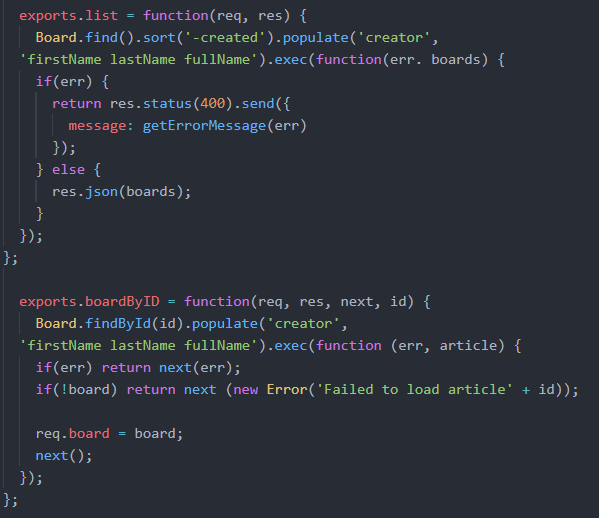 exports.list = function(req, res) {
Board.find().sort('-created').populate('creator',
'firstName lastName fullName').exec(function(err. boards) {
if(err) {
return res.status(400).send({
message: getErrorMessage(err)
});
} else {
res.json(boards);
}
});
};
exports.boardByID = function(req, res, next, id) {
Board.findById(id).populate('creator',
'firstName lastName fullName').exec(function (err, article) {
if(err) return next(err);
if(!board) return next (new Error('Failed to load article' + id));
req.board = board;
next();
});
};